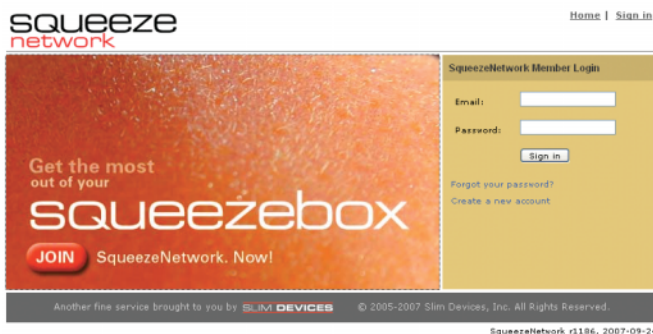 squeeze
network
Home | Sign in
SqueezeNetwork Member Login
Email:
Password:
Sign in
Forgot your password?
Create a new account
Get the most
out of your
squeezebox
JOIN SqueezeNetwork. Now!
Another fine service brought to you by SLIM DEVICES © 2005-2007 Slim Devices, Inc. All Rights Reserved.
SqueezeNetwork r1186, 2007-09-2